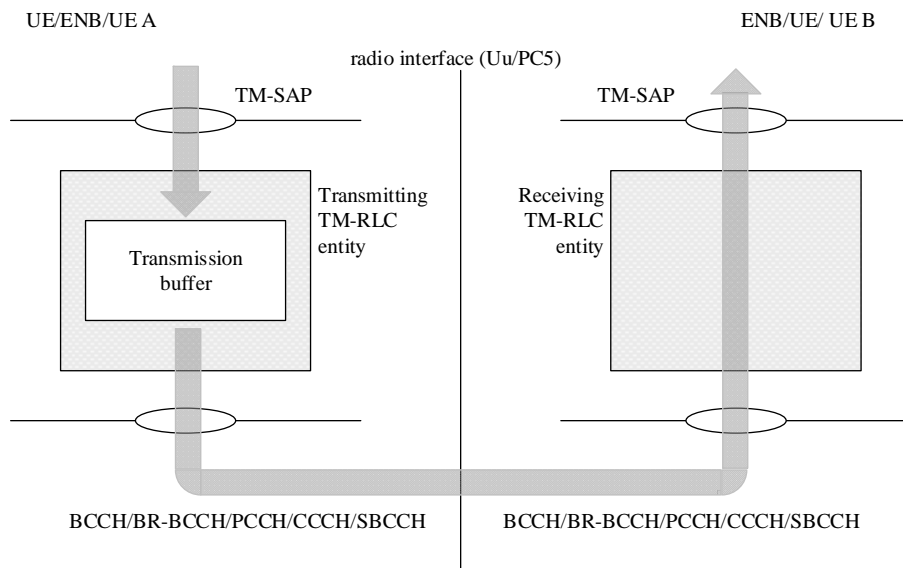 UE/ENB/UE A
ENB/UE/ UE B
radio interface (Uu/PC5)
TM-SAP
TM-SAP
Transmitting
TM-RLC
entity
Receiving
TM-RLC
entity
Transmission
buffer
BCCH/BR-BCCH/PCCH/CCCH/SBCCH
BCCH/BR-BCCH/PCCH/CCCH/SBCCH